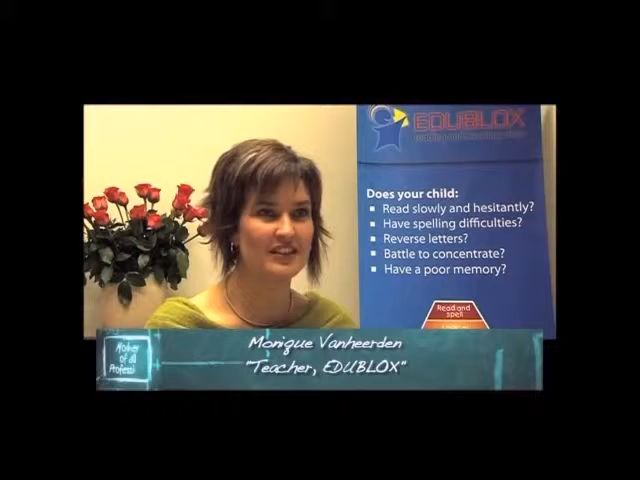 EDUBLOX
Does your child:
Read slowly and hesitantly?
Have spelling difficulties?
Reverse letters?
Battle to concentrate?
Have a poor memory?
Read and
spell
Monique Vanheerden
"Teacher, EDUBLOX"
Mother
of all
Professi